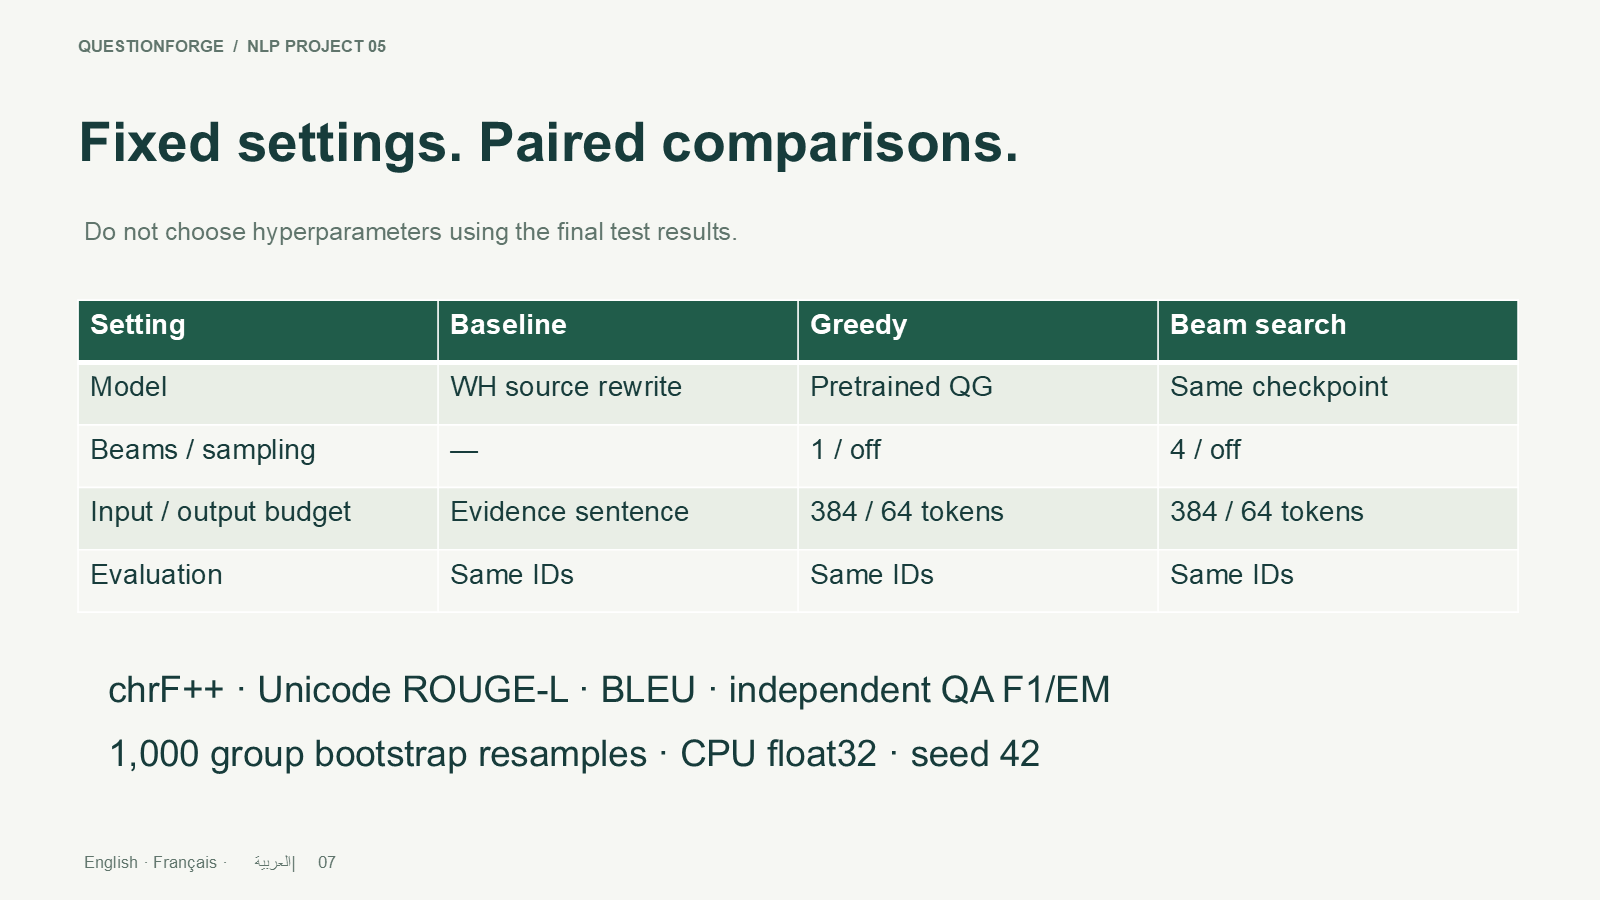 QUESTIONFORGE / NLP PROJECT 05
Fixed settings. Paired comparisons.
Do not choose hyperparameters using the final test results.
Setting Baseline Greedy Beam search
Model WH source rewrite Pretrained QG Same checkpoint
Beams / sampling — 1 / off 4 / off
Input / output budget Evidence sentence 384 / 64 tokens 384 / 64 tokens
Evaluation Same IDs Same IDs Same IDs
chrF++ · Unicode ROUGE-L · BLEU · independent QA F1/EM
1,000 group bootstrap resamples · CPU float32 · seed 42
English · Français · العربية | 07